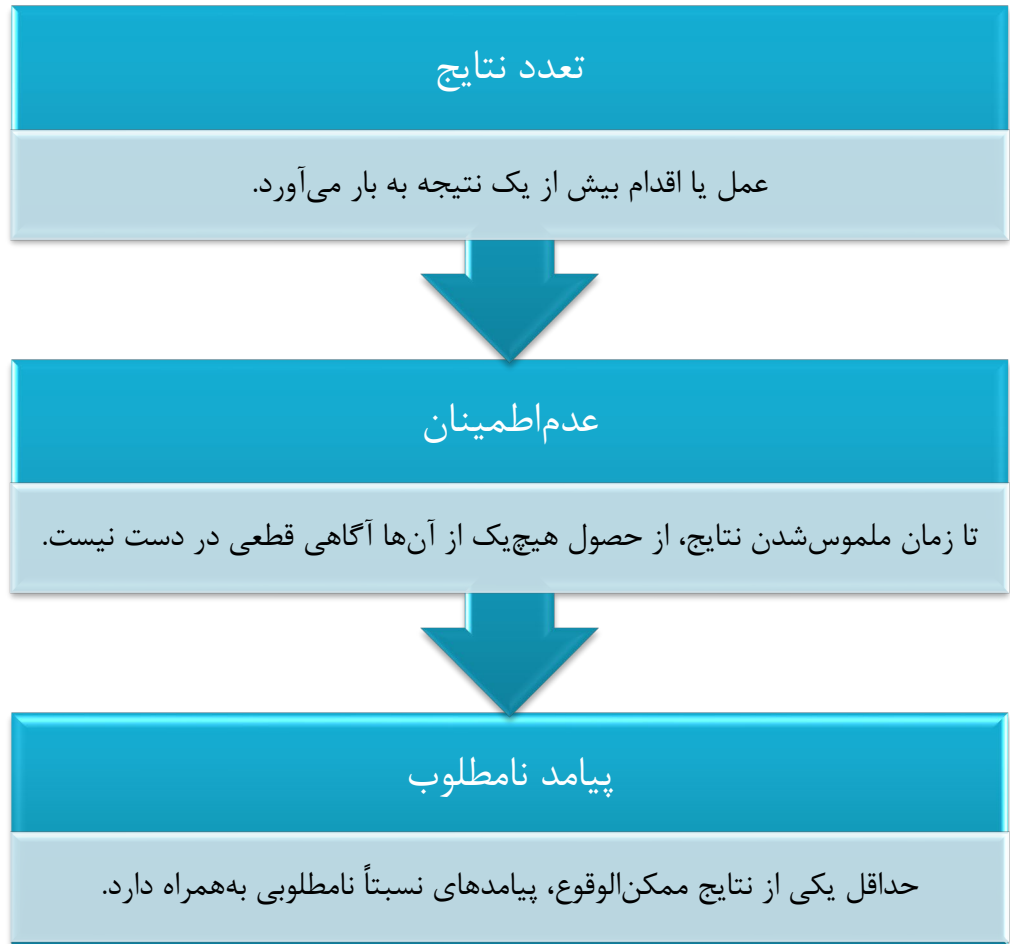 تعدد نتایج
عمل یا اقدام بیش از یک نتیجه به بار می‌آورد.
عدم‌اطمینان
تا زمان ملموس‌شدن نتایج، از حصول هیچ‌یک از آن‌ها آگاهی قطعی در دست نیست.
پیامد نامطلوب
حداقل یکی از نتایج ممکن‌الوقوع، پیامدهای نسبتاً نامطلوبی به‌همراه دارد.